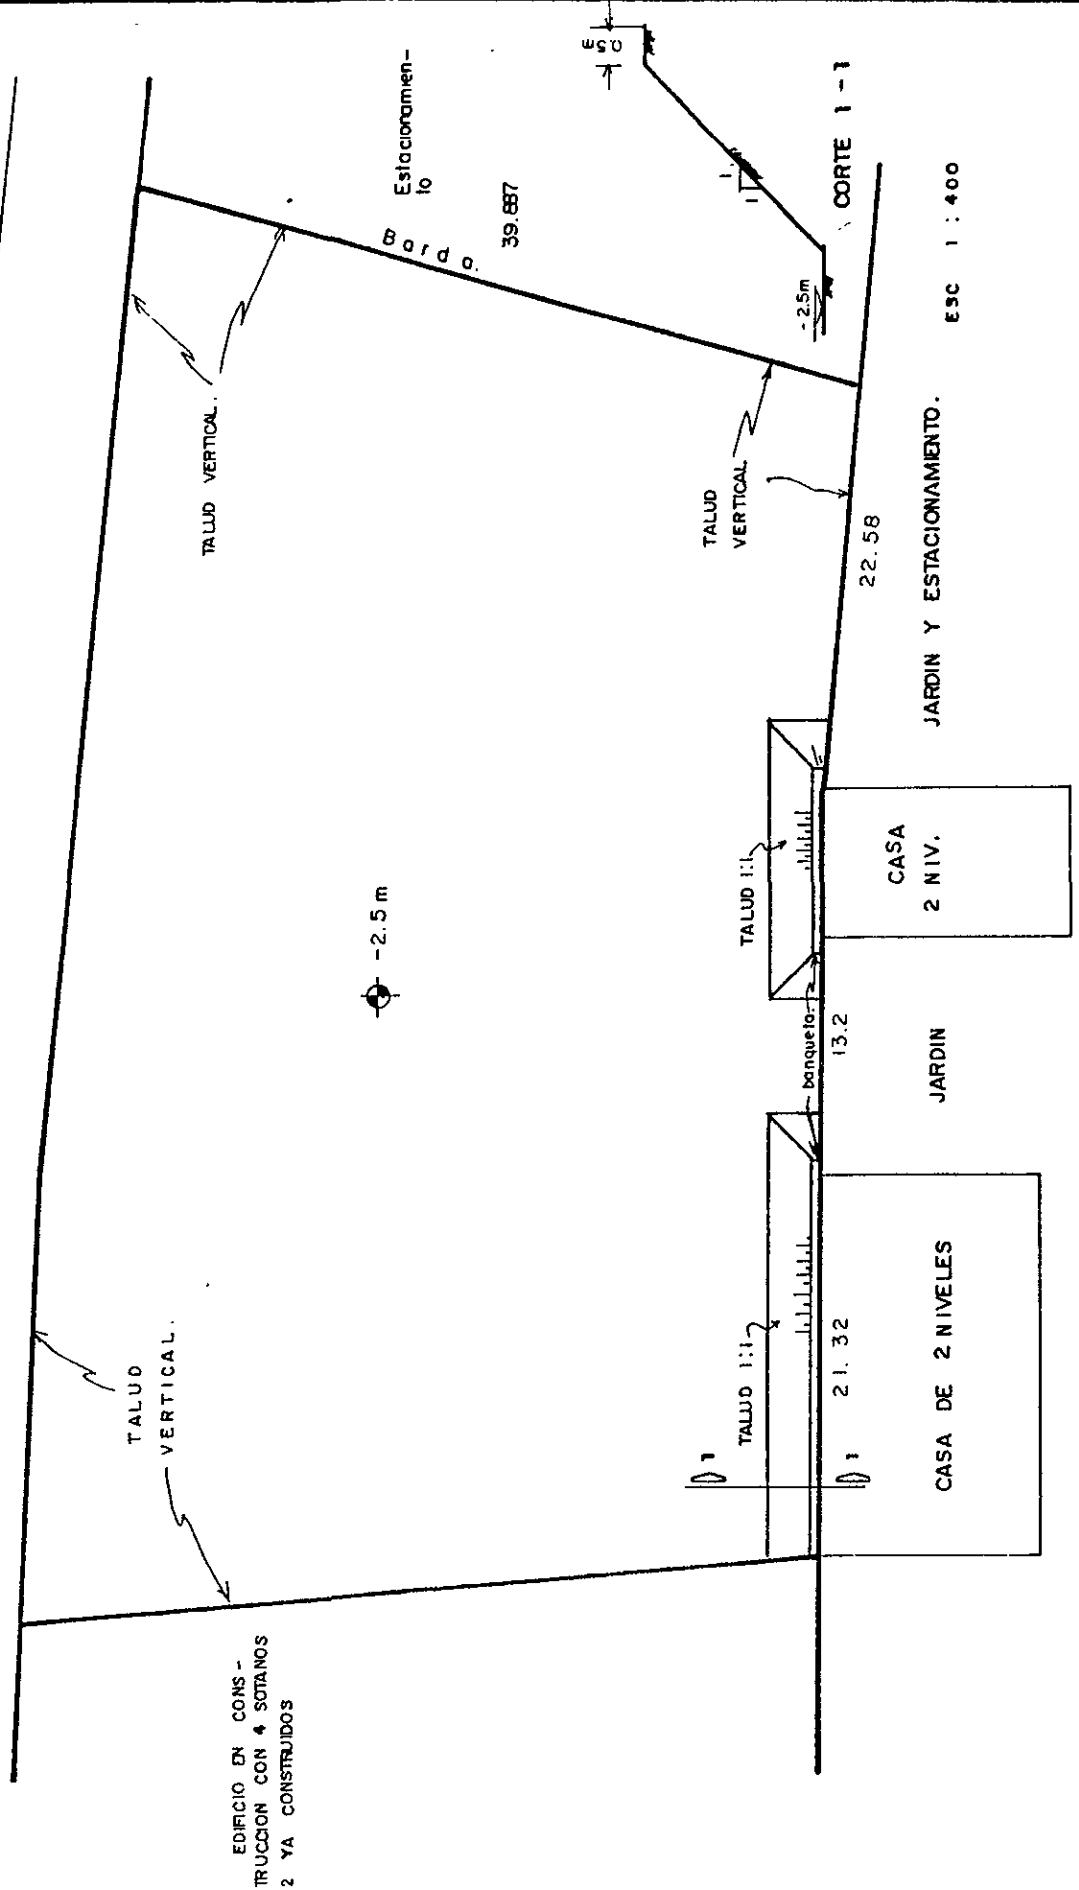 EDIFICIO EN CONS-
TRUCCION CON 4 SOTANOS
2 YA CONSTRUIDOS
TALUD
VERTICAL.
TALUD VERTICAL.
Estacionamien-
to
Barda.
39.887
-2.5 m
TALUD
VERTICAL
0.5 m
1
1
-2.5m
CORTE 1-1
TALUD 1:1
TALUD 1:1
1
1
banqueta
21.32
13.2
22.58
CASA DE 2 NIVELES
JARDIN
CASA
2 NIV.
JARDIN Y ESTACIONAMIENTO.
ESC 1:400